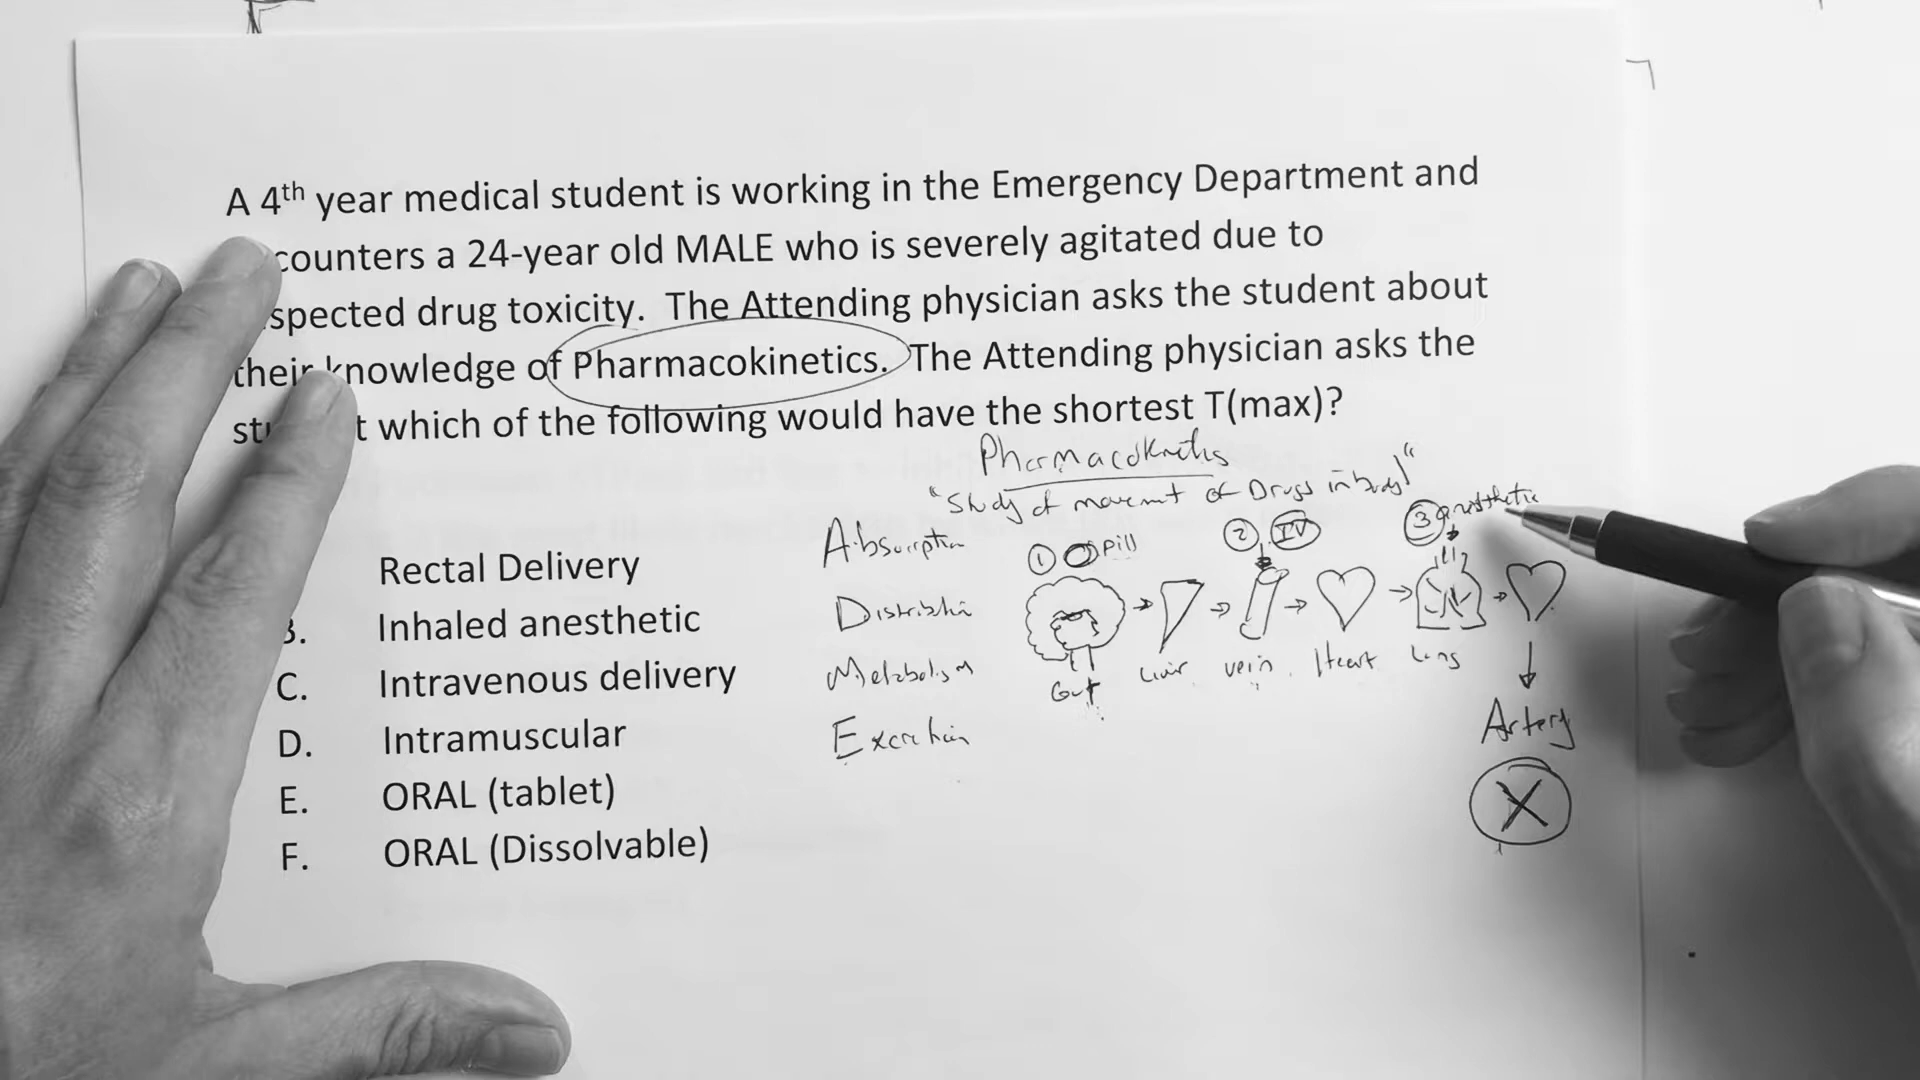 A 4th year medical student is working in the Emergency Department and
counters a 24-year old MALE who is severely agitated due to
spected drug toxicity. The Attending physician asks the student about
their knowledge of Pharmacokinetics. The Attending physician asks the
st t which of the following would have the shortest T(max)?
Pharmacokinetics
"Study of movement of Drugs in body"
Rectal Delivery
B. Inhaled anesthetic
C. Intravenous delivery
D. Intramuscular
E. ORAL (tablet)
F. ORAL (Dissolvable)
Absorption
Distribution
Metabolism
Excretion
1 Pill
2 IV
3 anesthetic
Gut Liver vein Heart Lung
Artery
X